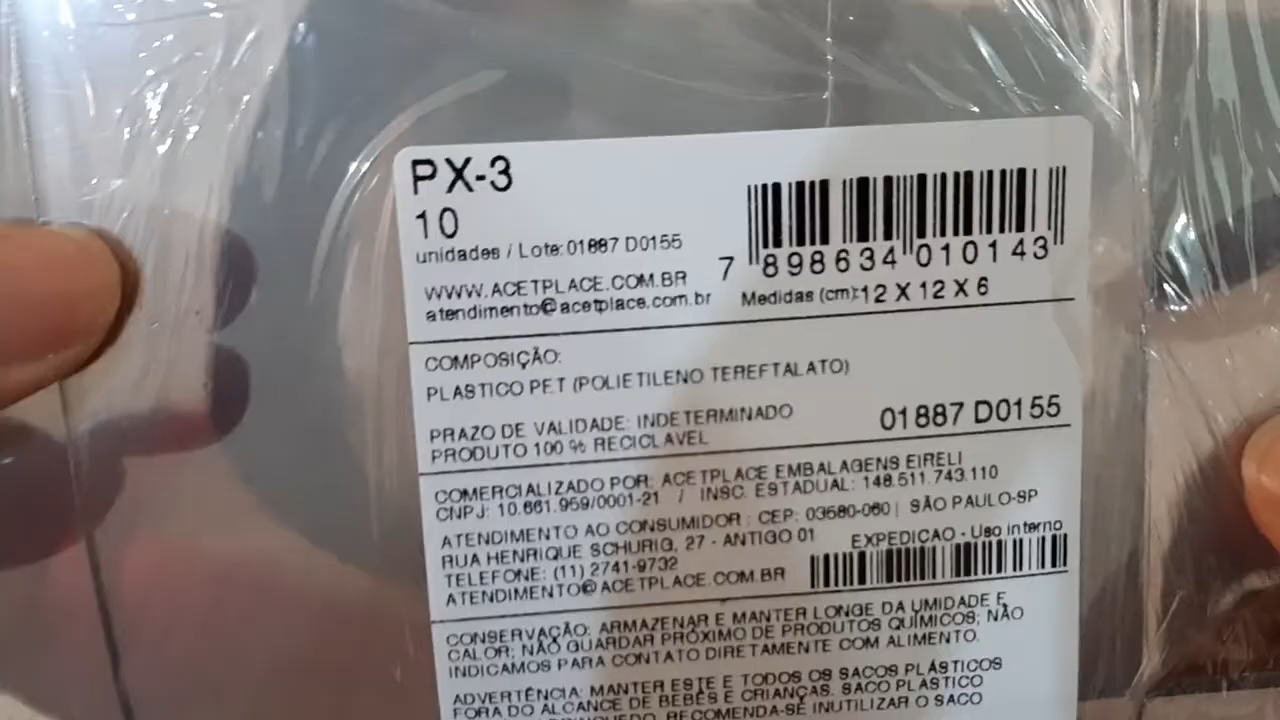 PX-3
10
unidades / Lote: 01887 D0155
WWW.ACETPLACE.COM.BR
atendimento@acetplace.com.br
7 898634 010143
Medidas (cm): 12 X 12 X 6
COMPOSIÇÃO:
PLASTICO PET (POLIETILENO TEREFTALATO)
PRAZO DE VALIDADE: INDETERMINADO
PRODUTO 100 % RECICLAVEL
01887 D0155
COMERCIALIZADO POR: ACETPLACE EMBALAGENS EIRELI
CNPJ: 10.661.959/0001-21 / INSC. ESTADUAL: 148.511.743.110
ATENDIMENTO AO CONSUMIDOR : CEP: 03580-060 | SÃO PAULO-SP
RUA HENRIQUE SCHURIG, 27 - ANTIGO 01
EXPEDICAO - Uso interno
TELEFONE: (11) 2741-9732
ATENDIMENTO@ACETPLACE.COM.BR
CONSERVAÇÃO: ARMAZENAR E MANTER LONGE DA UMIDADE E
CALOR; NÃO GUARDAR PRÓXIMO DE PRODUTOS QUÍMICOS; NÃO
INDICAMOS PARA CONTATO DIRETAMENTE COM ALIMENTO.
ADVERTÊNCIA: MANTER ESTE E TODOS OS SACOS PLÁSTICOS
FORA DO ALCANCE DE BEBÊS E CRIANÇAS. SACO PLÁSTICO
BRINQUEDO. RECOMENDA-SE INUTILIZAR O SACO